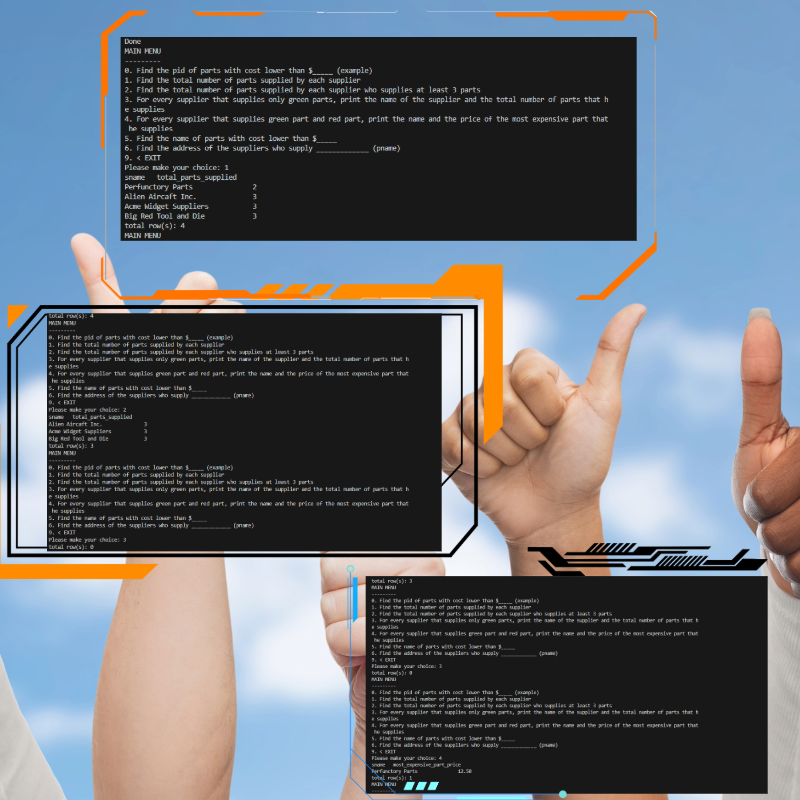 Done
MAIN MENU
---------
0. Find the pid of parts with cost lower than $_____ (example)
1. Find the total number of parts supplied by each supplier
2. Find the total number of parts supplied by each supplier who supplies at least 3 parts
3. For every supplier that supplies only green parts, print the name of the supplier and the total number of parts that h
e supplies
4. For every supplier that supplies green part and red part, print the name and the price of the most expensive part that
 he supplies
5. Find the name of parts with cost lower than $_____
6. Find the address of the suppliers who supply _____________ (pname)
9. < EXIT
Please make your choice: 1
sname   total_parts_supplied
Perfunctory Parts 2
Alien Aircaft Inc. 3
Acme Widget Suppliers 3
Big Red Tool and Die 3
total row(s): 4
MAIN MENU
total row(s): 4
MAIN MENU
---------
0. Find the pid of parts with cost lower than $_____ (example)
1. Find the total number of parts supplied by each supplier
2. Find the total number of parts supplied by each supplier who supplies at least 3 parts
3. For every supplier that supplies only green parts, print the name of the supplier and the total number of parts that h
e supplies
4. For every supplier that supplies green part and red part, print the name and the price of the most expensive part that
 he supplies
5. Find the name of parts with cost lower than $_____
6. Find the address of the suppliers who supply _____________ (pname)
9. < EXIT
Please make your choice: 2
sname   total_parts_supplied
Alien Aircaft Inc. 3
Acme Widget Suppliers 3
Big Red Tool and Die 3
total row(s): 3
MAIN MENU
---------
0. Find the pid of parts with cost lower than $_____ (example)
1. Find the total number of parts supplied by each supplier
2. Find the total number of parts supplied by each supplier who supplies at least 3 parts
3. For every supplier that supplies only green parts, print the name of the supplier and the total number of parts that h
e supplies
4. For every supplier that supplies green part and red part, print the name and the price of the most expensive part that
 he supplies
5. Find the name of parts with cost lower than $_____
6. Find the address of the suppliers who supply _____________ (pname)
9. < EXIT
Please make your choice: 3
total row(s): 0
total row(s): 3
MAIN MENU
---------
0. Find the pid of parts with cost lower than $_____ (example)
1. Find the total number of parts supplied by each supplier
2. Find the total number of parts supplied by each supplier who supplies at least 3 parts
3. For every supplier that supplies only green parts, print the name of the supplier and the total number of parts that h
e supplies
4. For every supplier that supplies green part and red part, print the name and the price of the most expensive part that
 he supplies
5. Find the name of parts with cost lower than $_____
6. Find the address of the suppliers who supply _____________ (pname)
9. < EXIT
Please make your choice: 3
total row(s): 0
MAIN MENU
---------
0. Find the pid of parts with cost lower than $_____ (example)
1. Find the total number of parts supplied by each supplier
2. Find the total number of parts supplied by each supplier who supplies at least 3 parts
3. For every supplier that supplies only green parts, print the name of the supplier and the total number of parts that h
e supplies
4. For every supplier that supplies green part and red part, print the name and the price of the most expensive part that
 he supplies
5. Find the name of parts with cost lower than $_____
6. Find the address of the suppliers who supply _____________ (pname)
9. < EXIT
Please make your choice: 4
sname   most_expensive_part_price
Perfunctory Parts 12.50
total row(s): 1
MAIN MENU
---------